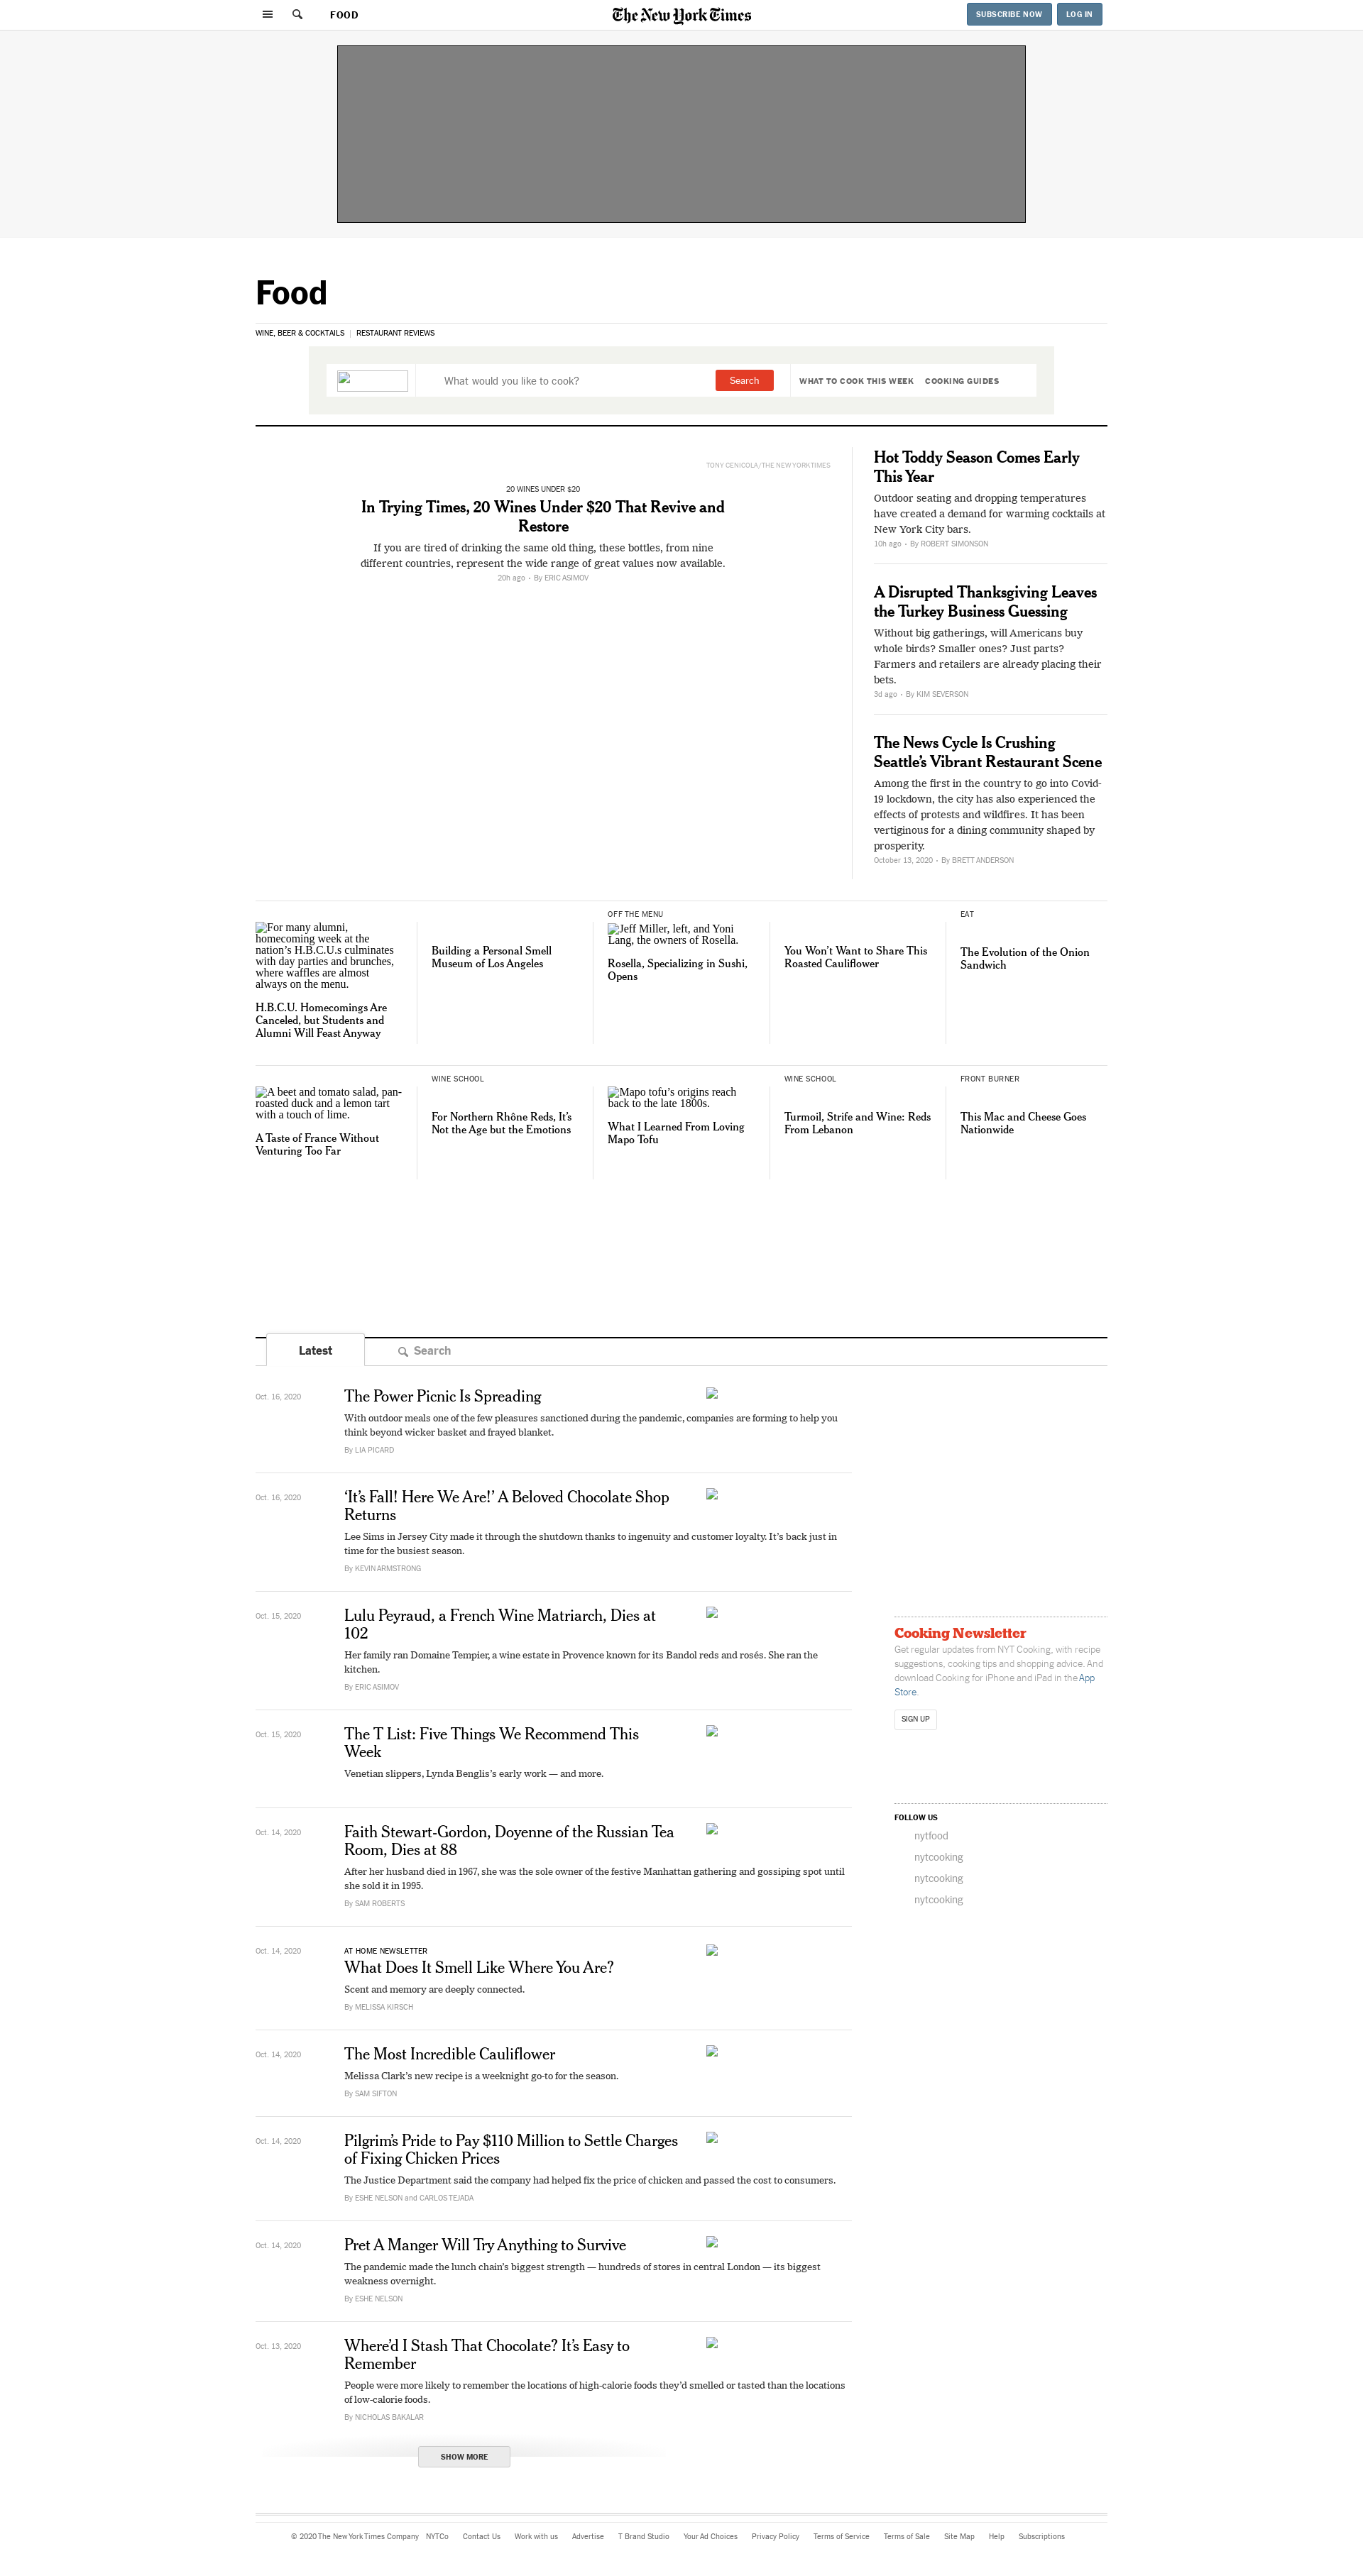 FOOD
The New York Times
SUBSCRIBE NOW
LOG IN
Food
WINE, BEER & COCKTAILS | RESTAURANT REVIEWS
What would you like to cook?
Search
WHAT TO COOK THIS WEEK
COOKING GUIDES
TONY CENICOLA/THE NEW YORK TIMES
20 WINES UNDER $20
In Trying Times, 20 Wines Under $20 That Revive and
Restore
If you are tired of drinking the same old thing, these bottles, from nine
different countries, represent the wide range of great values now available.
20h ago • By ERIC ASIMOV
Hot Toddy Season Comes Early
This Year
Outdoor seating and dropping temperatures
have created a demand for warming cocktails at
New York City bars.
10h ago • By ROBERT SIMONSON
A Disrupted Thanksgiving Leaves
the Turkey Business Guessing
Without big gatherings, will Americans buy
whole birds? Smaller ones? Just parts?
Farmers and retailers are already placing their
bets.
3d ago • By KIM SEVERSON
The News Cycle Is Crushing
Seattle’s Vibrant Restaurant Scene
Among the first in the country to go into Covid-
19 lockdown, the city has also experienced the
effects of protests and wildfires. It has been
vertiginous for a dining community shaped by
prosperity.
October 13, 2020 • By BRETT ANDERSON
For many alumni,
homecoming week at the
nation’s H.B.C.U.s culminates
with day parties and brunches,
where waffles are almost
always on the menu.
H.B.C.U. Homecomings Are
Canceled, but Students and
Alumni Will Feast Anyway
Building a Personal Smell
Museum of Los Angeles
OFF THE MENU
Jeff Miller, left, and Yoni
Lang, the owners of Rosella.
Rosella, Specializing in Sushi,
Opens
You Won’t Want to Share This
Roasted Cauliflower
EAT
The Evolution of the Onion
Sandwich
A beet and tomato salad, pan-
roasted duck and a lemon tart
with a touch of lime.
A Taste of France Without
Venturing Too Far
WINE SCHOOL
For Northern Rhône Reds, It’s
Not the Age but the Emotions
Mapo tofu’s origins reach
back to the late 1800s.
What I Learned From Loving
Mapo Tofu
WINE SCHOOL
Turmoil, Strife and Wine: Reds
From Lebanon
FRONT BURNER
This Mac and Cheese Goes
Nationwide
Latest
Search
Oct. 16, 2020
The Power Picnic Is Spreading
With outdoor meals one of the few pleasures sanctioned during the pandemic, companies are forming to help you
think beyond wicker basket and frayed blanket.
By LIA PICARD
Oct. 16, 2020
‘It’s Fall! Here We Are!’ A Beloved Chocolate Shop
Returns
Lee Sims in Jersey City made it through the shutdown thanks to ingenuity and customer loyalty. It’s back just in
time for the busiest season.
By KEVIN ARMSTRONG
Oct. 15, 2020
Lulu Peyraud, a French Wine Matriarch, Dies at
102
Her family ran Domaine Tempier, a wine estate in Provence known for its Bandol reds and rosés. She ran the
kitchen.
By ERIC ASIMOV
Oct. 15, 2020
The T List: Five Things We Recommend This
Week
Venetian slippers, Lynda Benglis’s early work — and more.
Oct. 14, 2020
Faith Stewart-Gordon, Doyenne of the Russian Tea
Room, Dies at 88
After her husband died in 1967, she was the sole owner of the festive Manhattan gathering and gossiping spot until
she sold it in 1995.
By SAM ROBERTS
Oct. 14, 2020
AT HOME NEWSLETTER
What Does It Smell Like Where You Are?
Scent and memory are deeply connected.
By MELISSA KIRSCH
Oct. 14, 2020
The Most Incredible Cauliflower
Melissa Clark’s new recipe is a weeknight go-to for the season.
By SAM SIFTON
Oct. 14, 2020
Pilgrim’s Pride to Pay $110 Million to Settle Charges
of Fixing Chicken Prices
The Justice Department said the company had helped fix the price of chicken and passed the cost to consumers.
By ESHE NELSON and CARLOS TEJADA
Oct. 14, 2020
Pret A Manger Will Try Anything to Survive
The pandemic made the lunch chain’s biggest strength — hundreds of stores in central London — its biggest
weakness overnight.
By ESHE NELSON
Oct. 13, 2020
Where’d I Stash That Chocolate? It’s Easy to
Remember
People were more likely to remember the locations of high-calorie foods they’d smelled or tasted than the locations
of low-calorie foods.
By NICHOLAS BAKALAR
SHOW MORE
Cooking Newsletter
Get regular updates from NYT Cooking, with recipe
suggestions, cooking tips and shopping advice. And
download Cooking for iPhone and iPad in the App
Store.
SIGN UP
FOLLOW US
nytfood
nytcooking
nytcooking
nytcooking
© 2020 The New York Times Company NYTCo Contact Us Work with us Advertise T Brand Studio Your Ad Choices Privacy Policy Terms of Service Terms of Sale Site Map Help Subscriptions